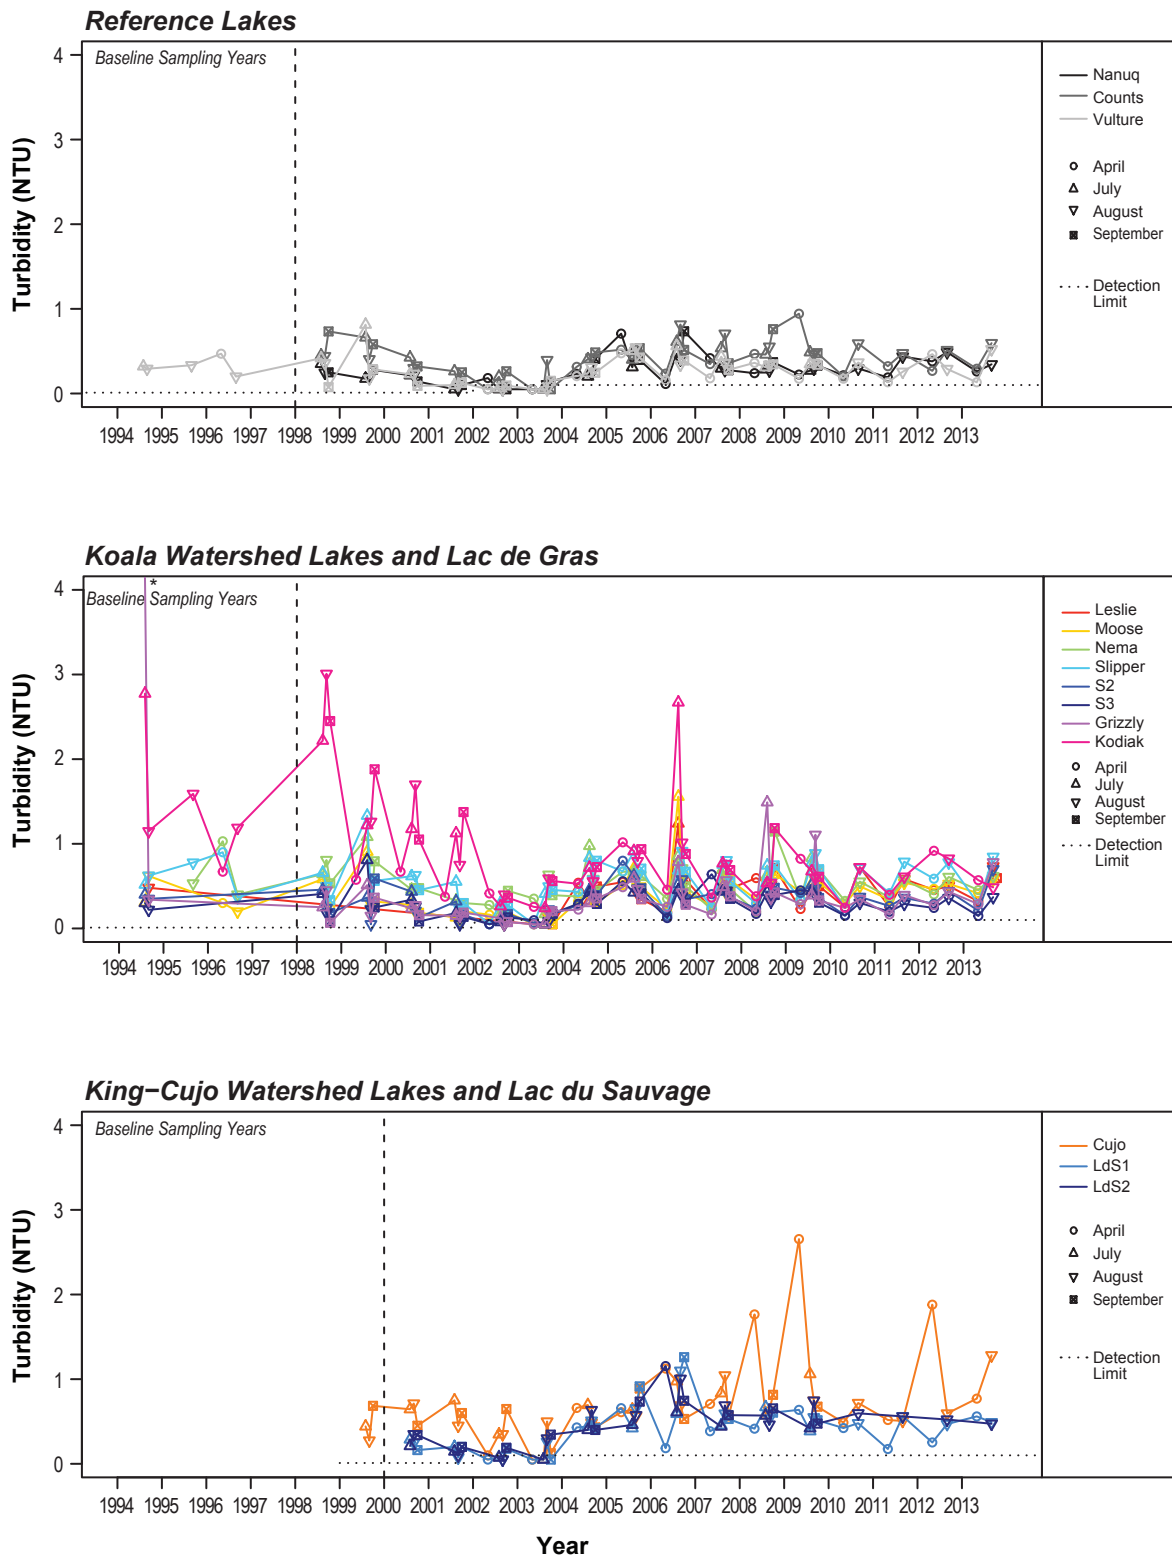 Reference Lakes
Baseline Sampling Years
Turbidity (NTU)
4
3
2
1
0
1994 1995 1996 1997 1998 1999 2000 2001 2002 2003 2004 2005 2006 2007 2008 2009 2010 2011 2012 2013
Nanuq
Counts
Vulture
April
July
August
September
Detection
Limit
Koala Watershed Lakes and Lac de Gras
*
Baseline Sampling Years
Turbidity (NTU)
4
3
2
1
0
1994 1995 1996 1997 1998 1999 2000 2001 2002 2003 2004 2005 2006 2007 2008 2009 2010 2011 2012 2013
Leslie
Moose
Nema
Slipper
S2
S3
Grizzly
Kodiak
April
July
August
September
Detection
Limit
King−Cujo Watershed Lakes and Lac du Sauvage
Baseline Sampling Years
Turbidity (NTU)
4
3
2
1
0
1994 1995 1996 1997 1998 1999 2000 2001 2002 2003 2004 2005 2006 2007 2008 2009 2010 2011 2012 2013
Cujo
LdS1
LdS2
April
July
August
September
Detection
Limit
Year